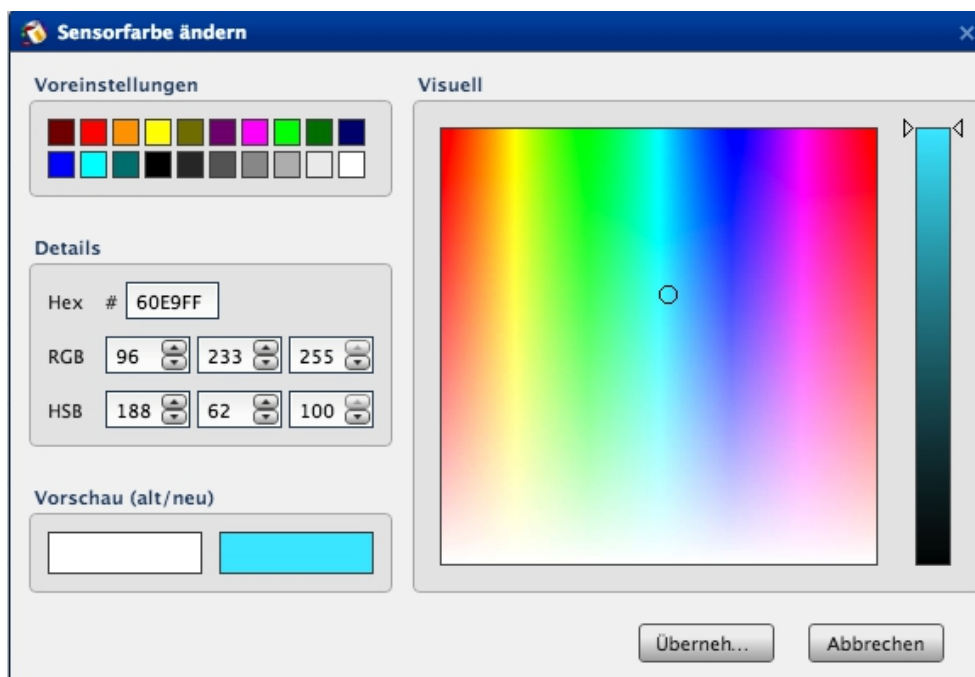 Sensorfarbe ändern
Voreinstellungen
Details
Hex # 60E9FF
RGB 96 233 255
HSB 188 62 100
Vorschau (alt/neu)
Visuell
Überneh...
Abbrechen